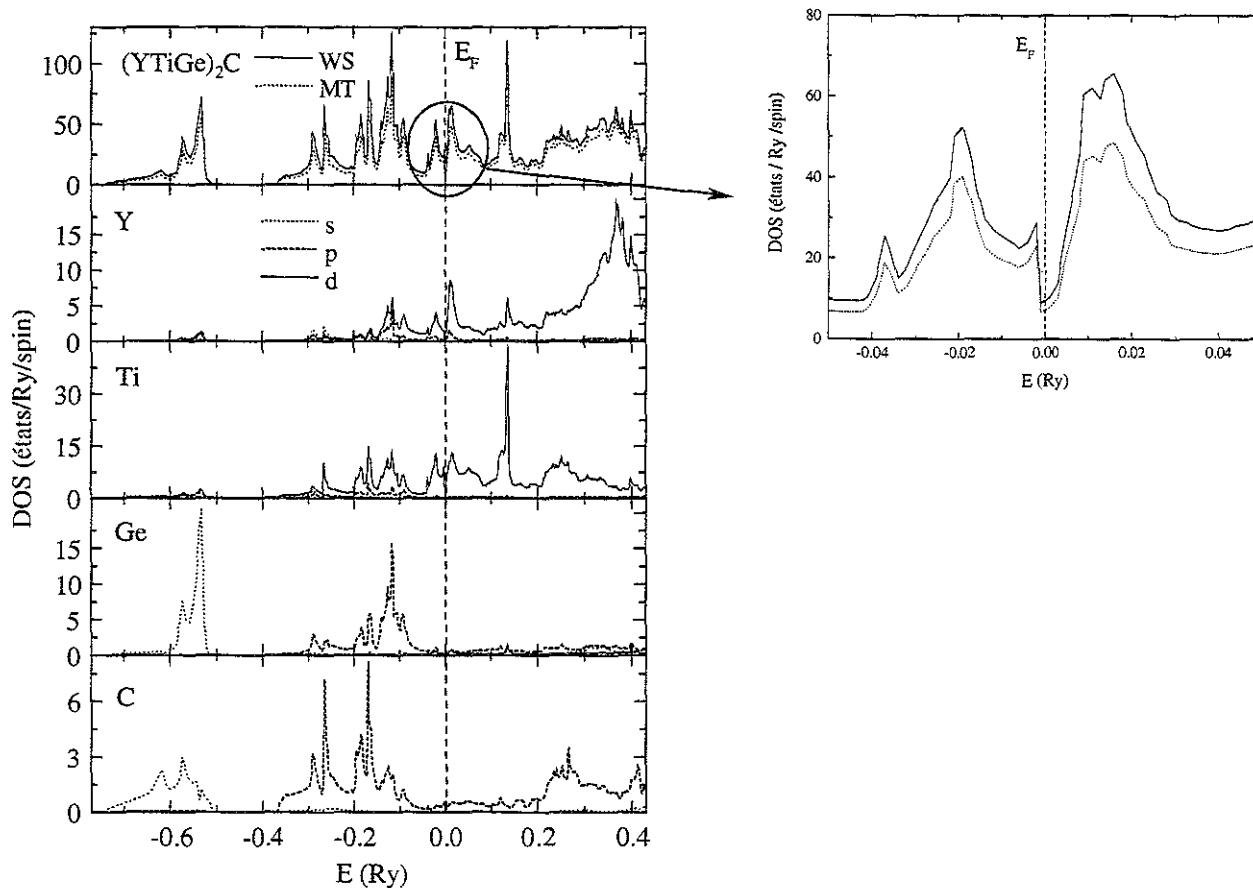 (YTiGe)₂C
WS
MT
E_F
100
50
0
Y
s
p
d
15
10
5
0
Ti
30
15
0
Ge
15
10
5
0
C
6
3
0
-0.6 -0.4 -0.2 0.0 0.2 0.4
E (Ry)
DOS (états/Ry/spin)
E_F
80
60
40
20
0
-0.04 -0.02 0.00 0.02 0.04
E (Ry)
DOS (états / Ry /spin)